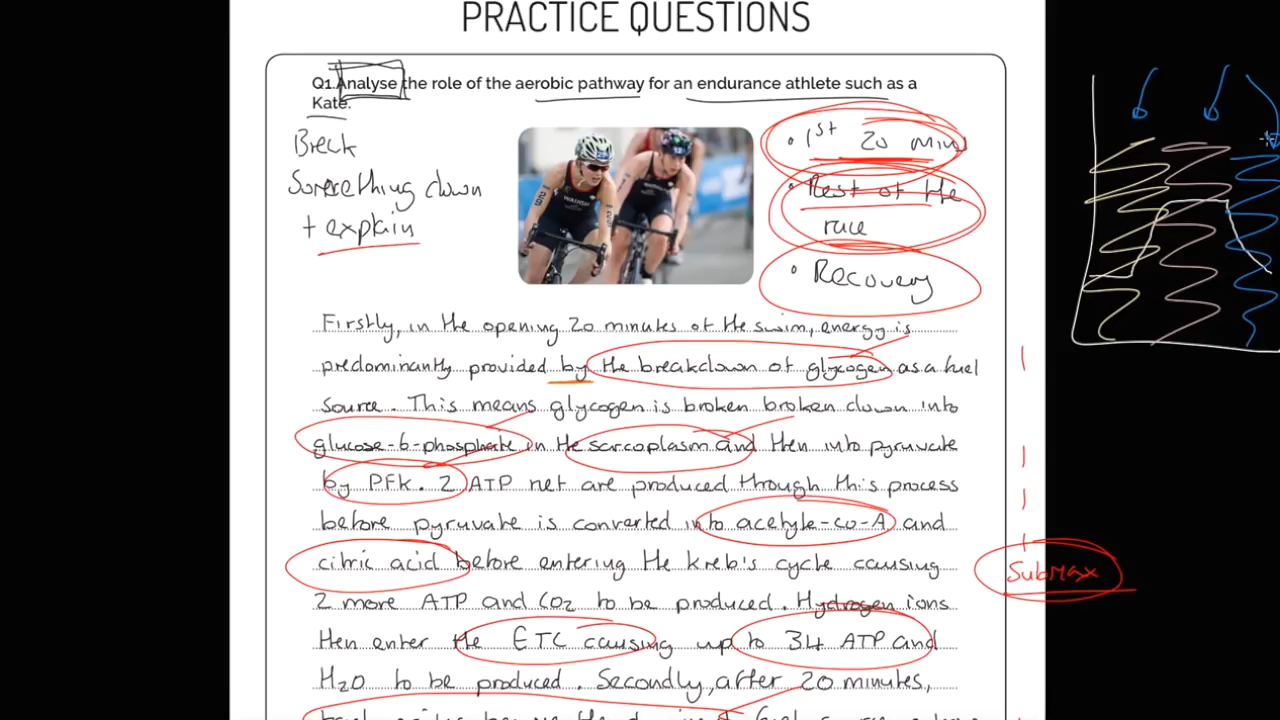 PRACTICE QUESTIONS
Q1.Analyse the role of the aerobic pathway for an endurance athlete such as a
Kate.
Break
Something down
+ explain
• 1st 20 mins
• Rest of the
race
• Recovery
Firstly, in the opening 20 minutes of the swim, energy is
predominantly provided by the breakdown of glycogen as a fuel
source. This means glycogen is broken broken down into
glucose-6-phosphate in the sarcoplasm and then into pyruvate
by PFK. 2 ATP net are produced through this process
before pyruvate is converted into acetyle-co-A and
citric acid before entering the kreb's cycle causing
SubMax
2 more ATP and CO2 to be produced. Hydrogen ions
then enter the ETC causing up to 34 ATP and
H2O to be produced. Secondly, after 20 minutes,